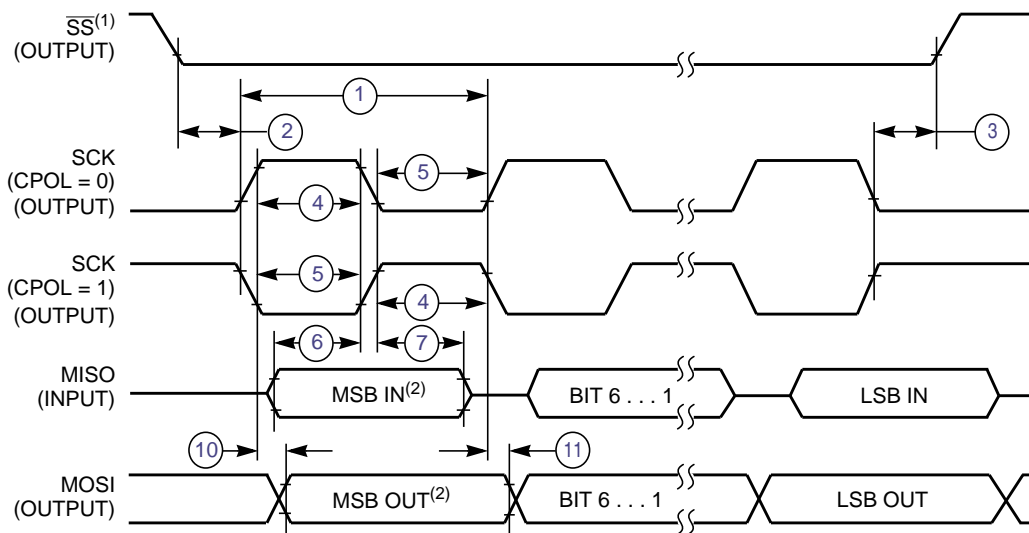 SS(1)
(OUTPUT)
1
2
3
SCK
(CPOL = 0)
(OUTPUT)
5
4
SCK
(CPOL = 1)
(OUTPUT)
5
4
6
7
MISO
(INPUT)
MSB IN(2)
BIT 6 . . . 1
LSB IN
10
11
MOSI
(OUTPUT)
MSB OUT(2)
BIT 6 . . . 1
LSB OUT